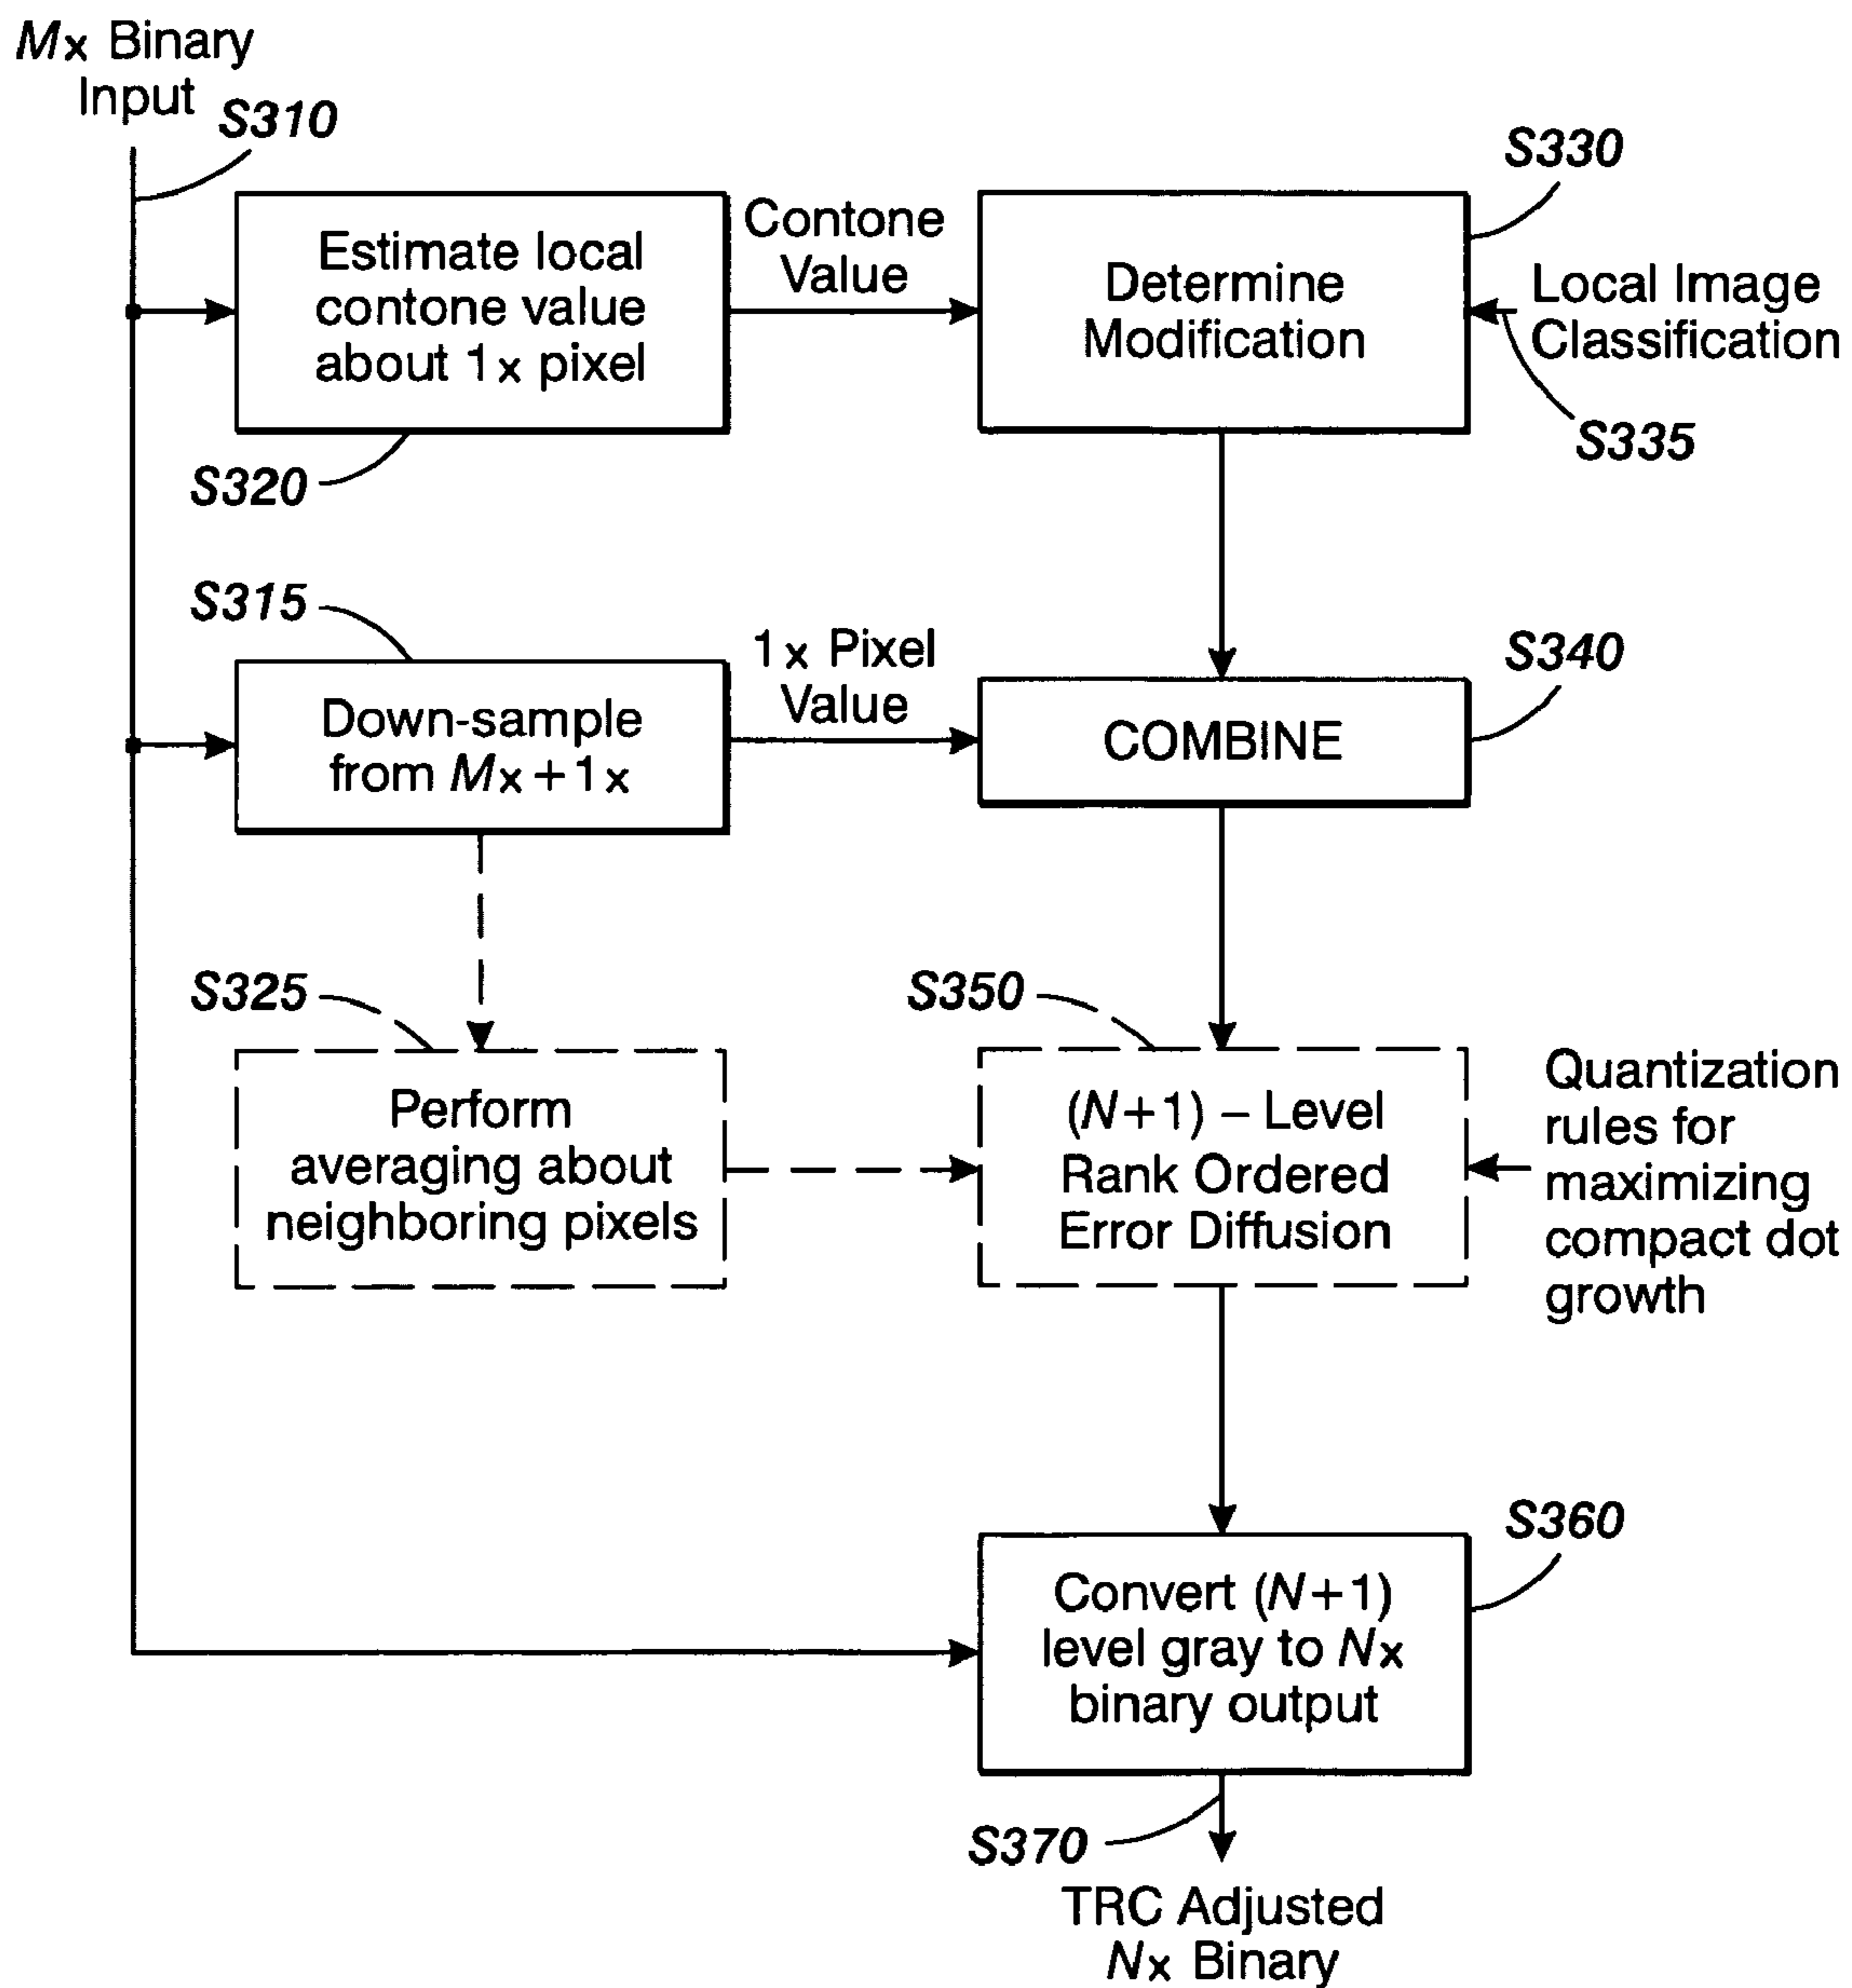 Mx Binary
Input
S310
S330
Estimate local
contone value
about 1x pixel
Contone
Value
Determine
Modification
Local Image
Classification
S335
S320
S315
1x Pixel
Value
S340
Down-sample
from Mx+1x
COMBINE
S325
S350
Perform
averaging about
neighboring pixels
(N+1) – Level
Rank Ordered
Error Diffusion
Quantization
rules for
maximizing
compact dot
growth
S360
Convert (N+1)
level gray to Nx
binary output
S370
TRC Adjusted
Nx Binary